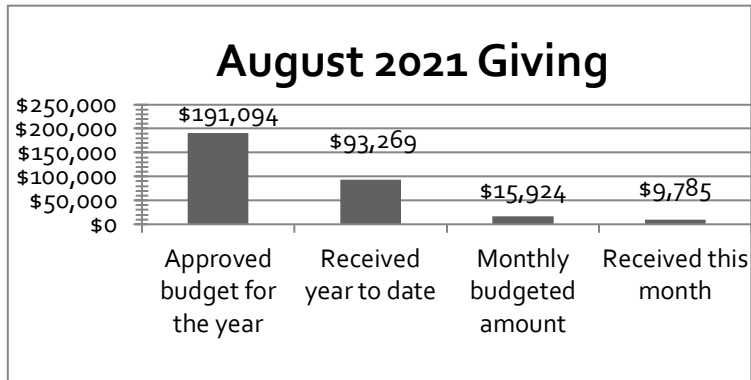 August 2021 Giving
$250,000
$200,000
$150,000
$100,000
$50,000
$0
$191,094
$93,269
$15,924
$9,785
Approved
budget for
the year
Received
year to date
Monthly
budgeted
amount
Received this
month